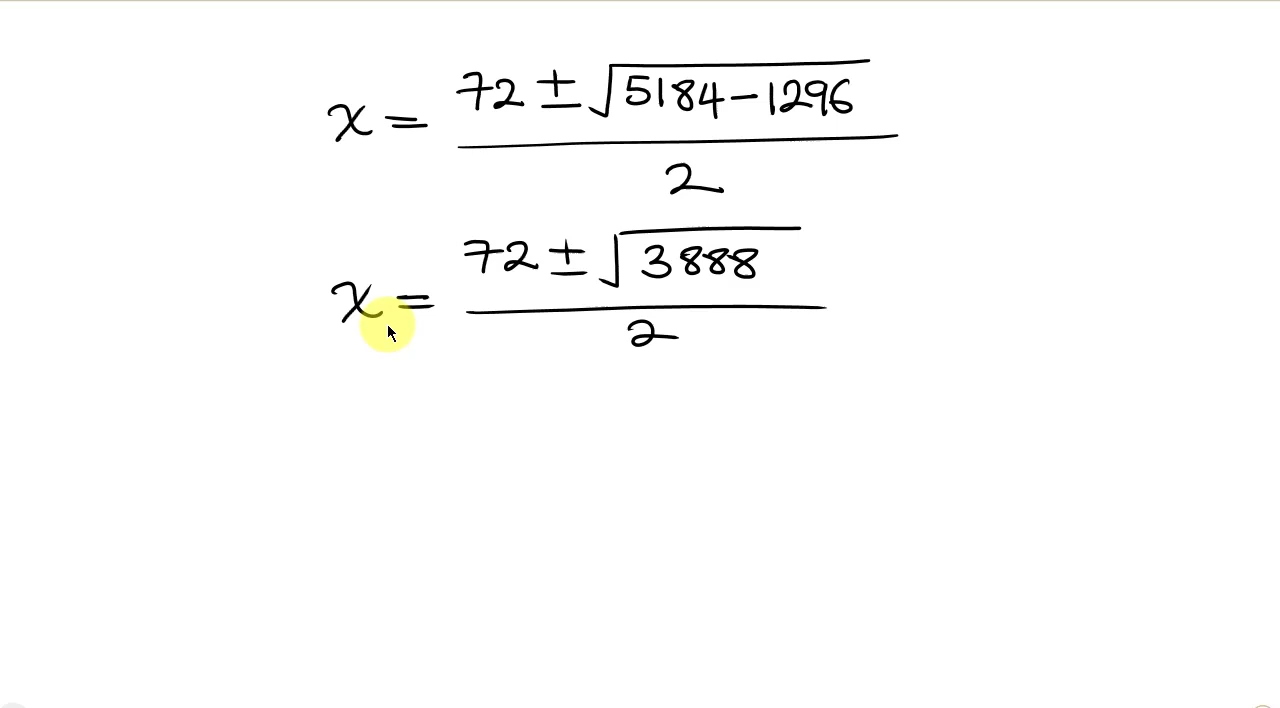 x = (72 ± √(5184 − 1296)) / 2
x = (72 ± √(3888)) / 2